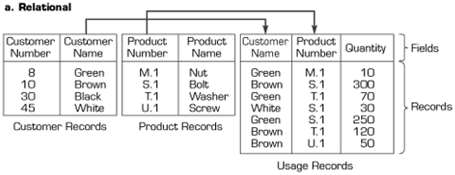 a. Relational
Customer Number Customer Name Product Number Product Name Customer Name Product Number Quantity Fields
8 Green M.1 Nut Green M.1 10
10 Brown S.1 Bolt Brown S.1 300
30 Black T.1 Washer Green T.1 70
45 White U.1 Screw White S.1 30
Green S.1 250
Brown T.1 120
Brown U.1 50
Records
Customer Records Product Records
Usage Records